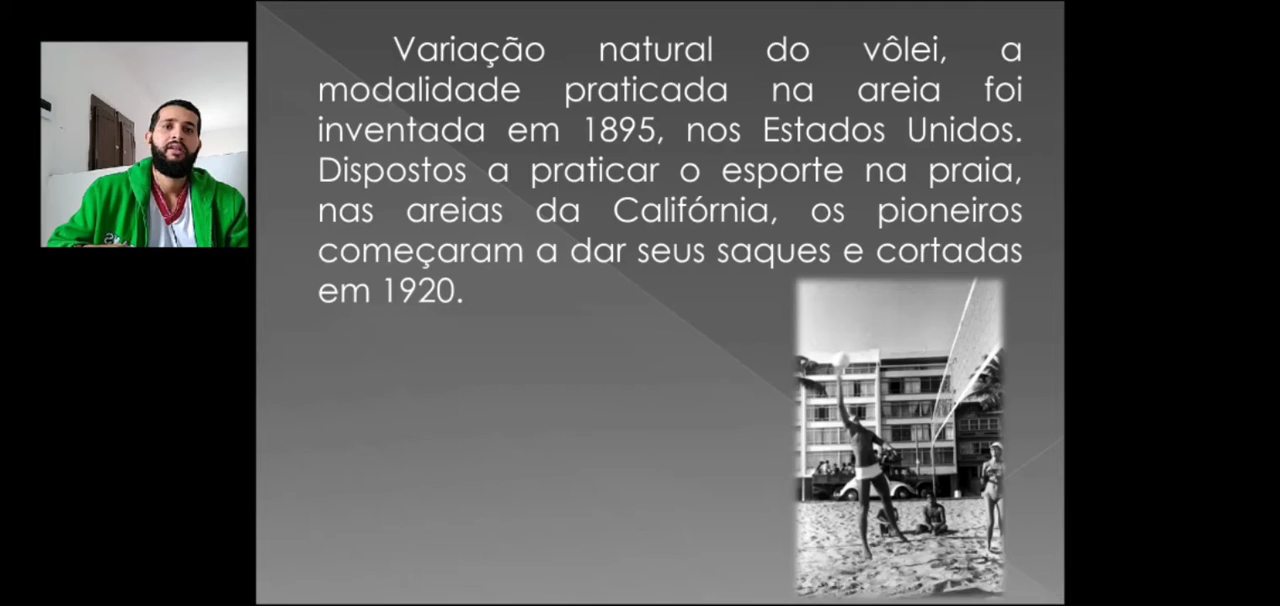 Variação natural do vôlei, a
modalidade praticada na areia foi
inventada em 1895, nos Estados Unidos.
Dispostos a praticar o esporte na praia,
nas areias da Califórnia, os pioneiros
começaram a dar seus saques e cortadas
em 1920.